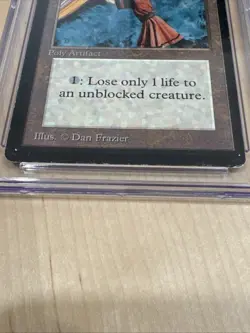 Poly Artifact
1: Lose only 1 life to
an unblocked creature.
Illus. © Dan Frazier